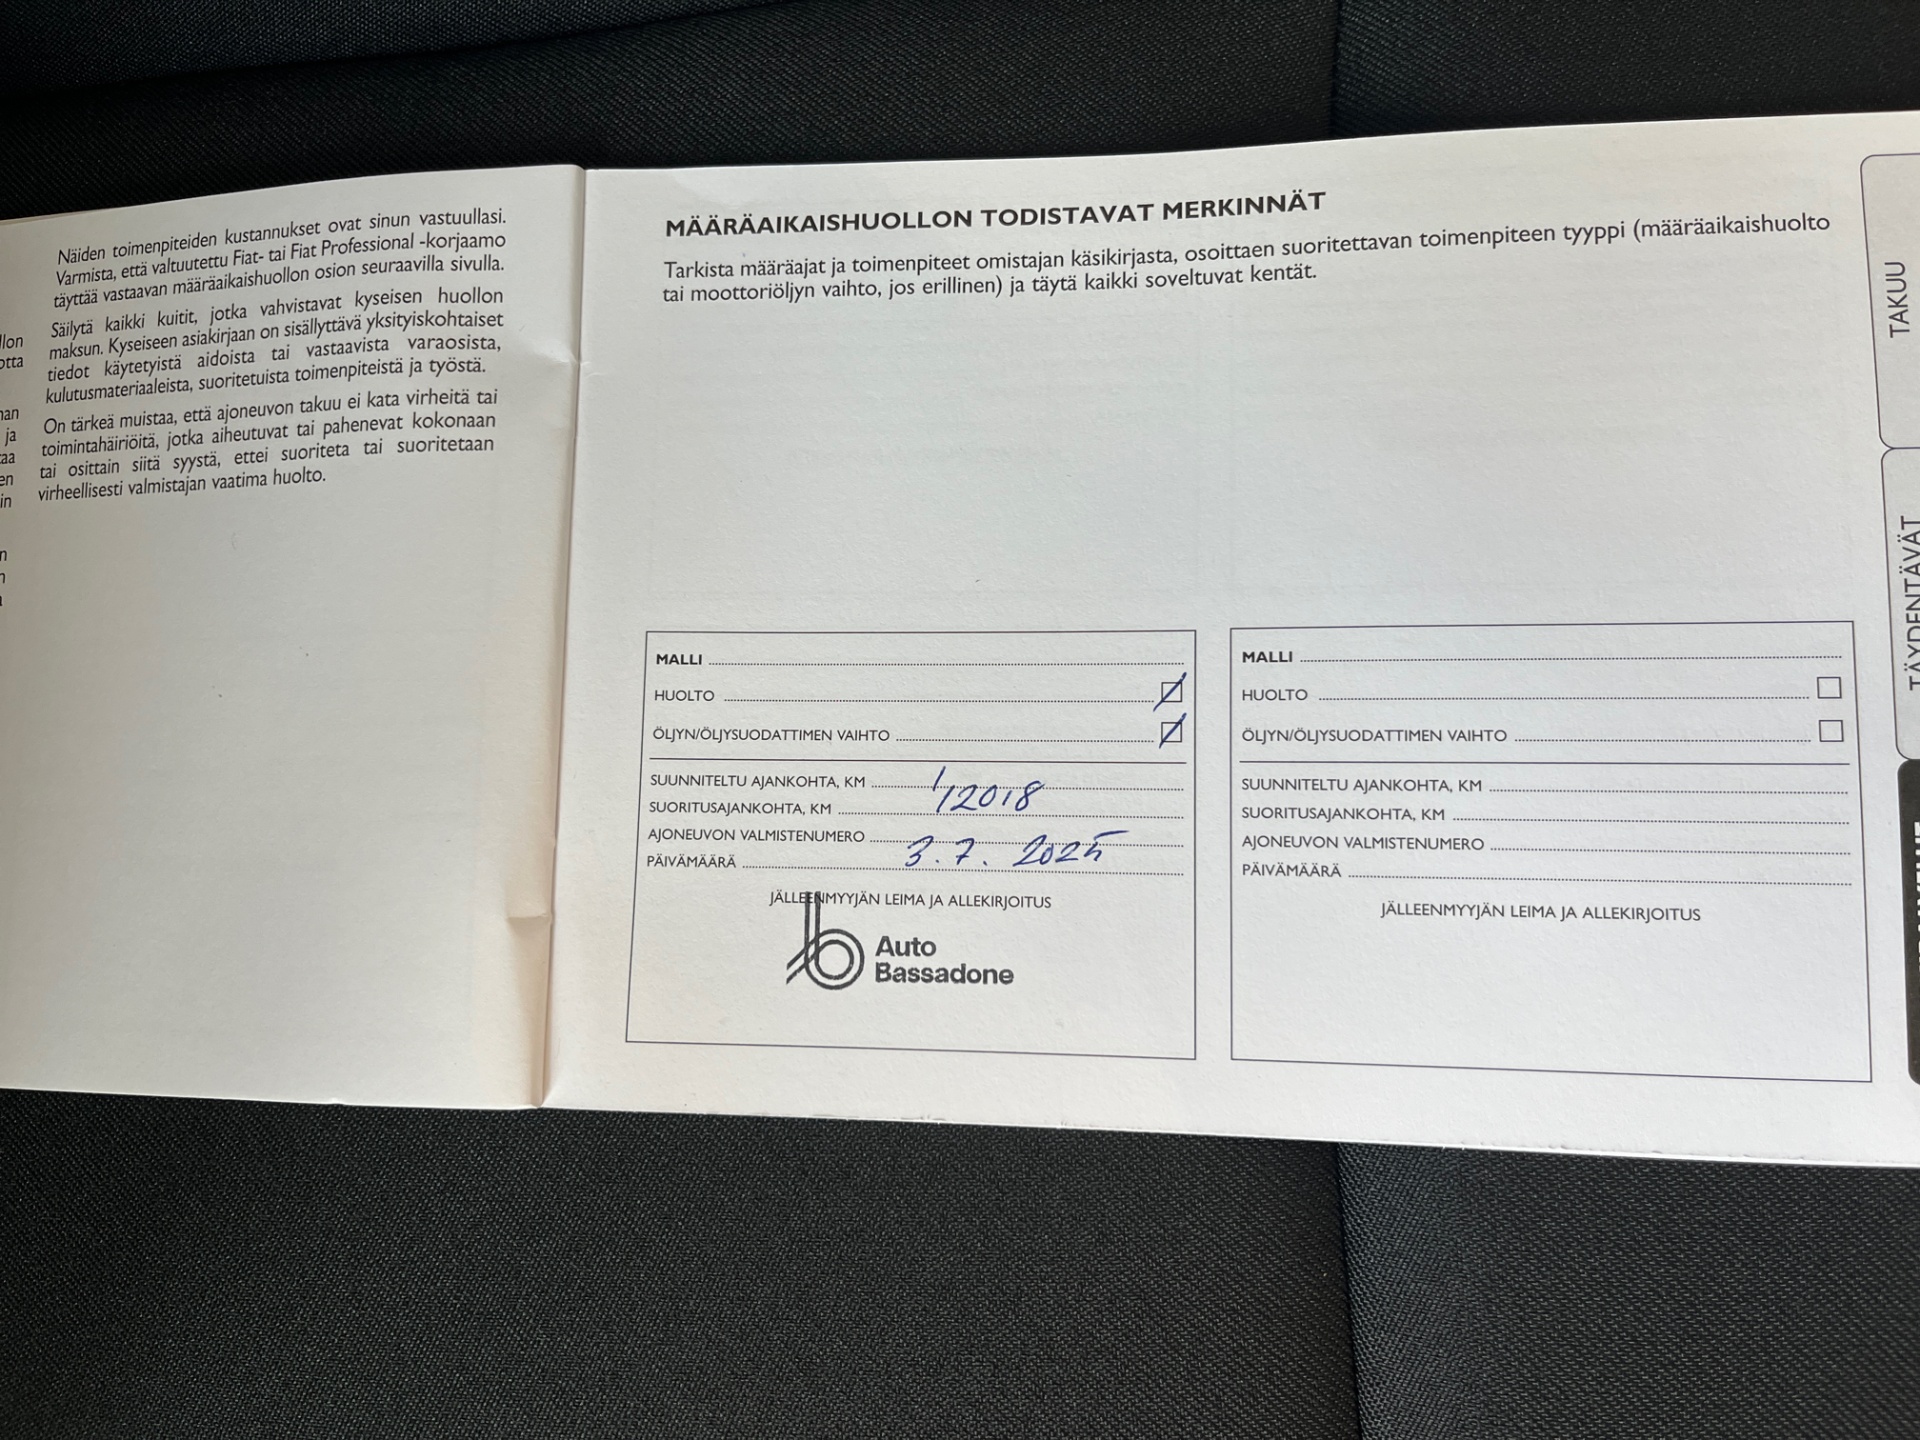 llon
otta
ja
en
in
Näiden toimenpiteiden kustannukset ovat sinun vastuullasi.
Varmista, että valtuutettu Fiat- tai Fiat Professional -korjaamo
täyttää vastaavan määräaikaishuollon osion seuraavilla sivulla.
Säilytä kaikki kuitit, jotka vahvistavat kyseisen huollon
maksun. Kyseiseen asiakirjaan on sisällyttävä yksityiskohtaiset
tiedot käytetyistä aidoista tai vastaavista varaosista,
kulutusmateriaaleista, suoritetuista toimenpiteistä ja työstä.
On tärkeä muistaa, että ajoneuvon takuu ei kata virheitä tai
toimintahäiriöitä, jotka aiheutuvat tai pahenevat kokonaan
tai osittain siitä syystä, ettei suoriteta tai suoritetaan
virheellisesti valmistajan vaatima huolto.
MÄÄRÄAIKAISHUOLLON TODISTAVAT MERKINNÄT
Tarkista määräajat ja toimenpiteet omistajan käsikirjasta, osoittaen suoritettavan toimenpiteen tyyppi (määräaikaishuolto
tai moottoriöljyn vaihto, jos erillinen) ja täytä kaikki soveltuvat kentät.
MALLI
HUOLTO
ÖLJYN/ÖLJYSUODATTIMEN VAIHTO
SUUNNITELTU AJANKOHTA, KM
SUORITUSAJANKOHTA, KM 12018
AJONEUVON VALMISTENUMERO
PÄIVÄMÄÄRÄ 3.7.2025
JÄLLEENMYYJÄN LEIMA JA ALLEKIRJOITUS
Auto
Bassadone
MALLI
HUOLTO
ÖLJYN/ÖLJYSUODATTIMEN VAIHTO
SUUNNITELTU AJANKOHTA, KM
SUORITUSAJANKOHTA, KM
AJONEUVON VALMISTENUMERO
PÄIVÄMÄÄRÄ
JÄLLEENMYYJÄN LEIMA JA ALLEKIRJOITUS
TAKUU
TÄYDENTÄVÄT